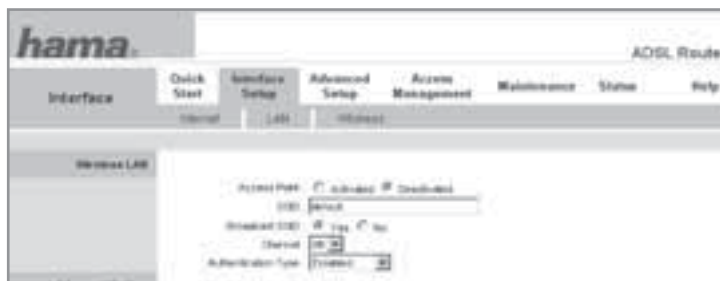 hama.
ADSL Route
Interface
Quick Start
Interface Setup
Advanced Setup
Access Management
Maintenance
Status
Help
Internet
LAN
Wireless
Wireless LAN
Access Point : Activated Deactivated
SSID : default
Broadcast SSID : Yes No
Channel :
Authentication Type : Disabled